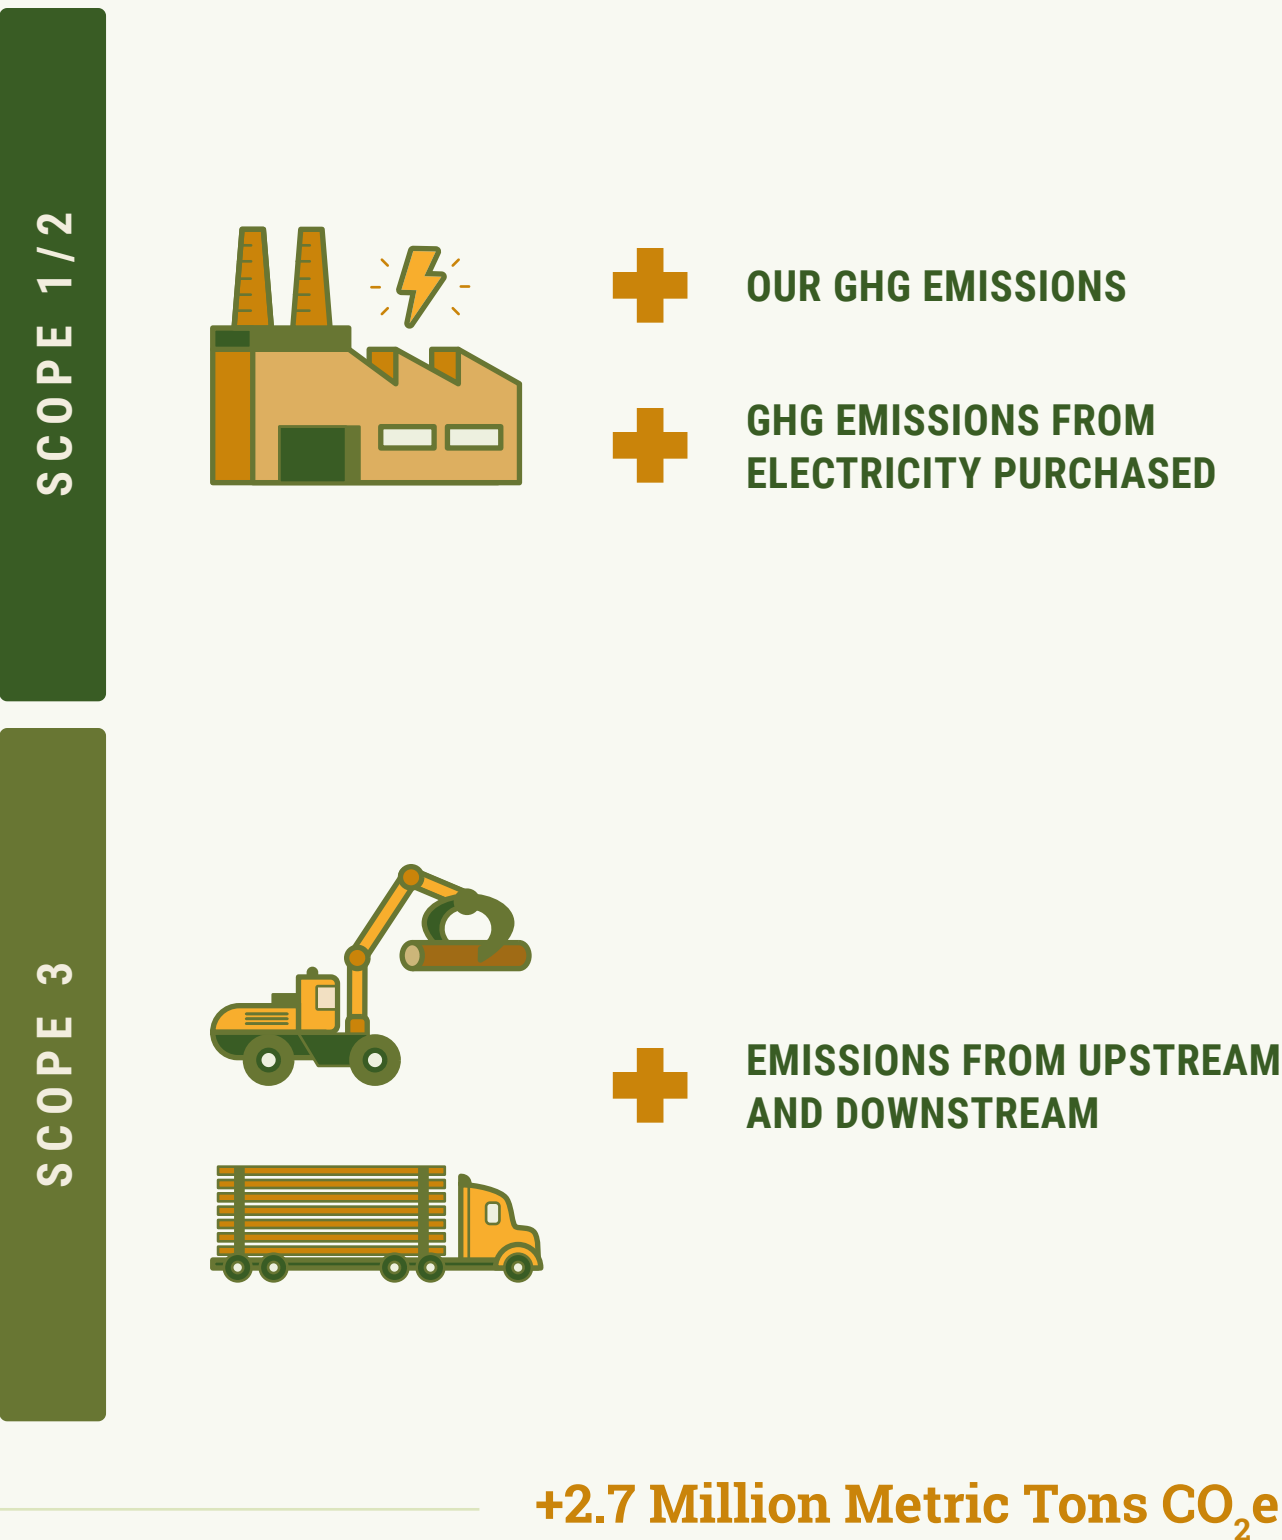 SCOPE 1/2
OUR GHG EMISSIONS
GHG EMISSIONS FROM
ELECTRICITY PURCHASED
SCOPE 3
EMISSIONS FROM UPSTREAM
AND DOWNSTREAM
+2.7 Million Metric Tons CO₂e